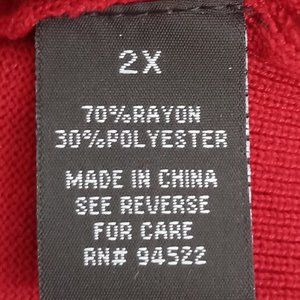 2X
70%RAYON
30%POLYESTER
MADE IN CHINA
SEE REVERSE
FOR CARE
RN# 94522